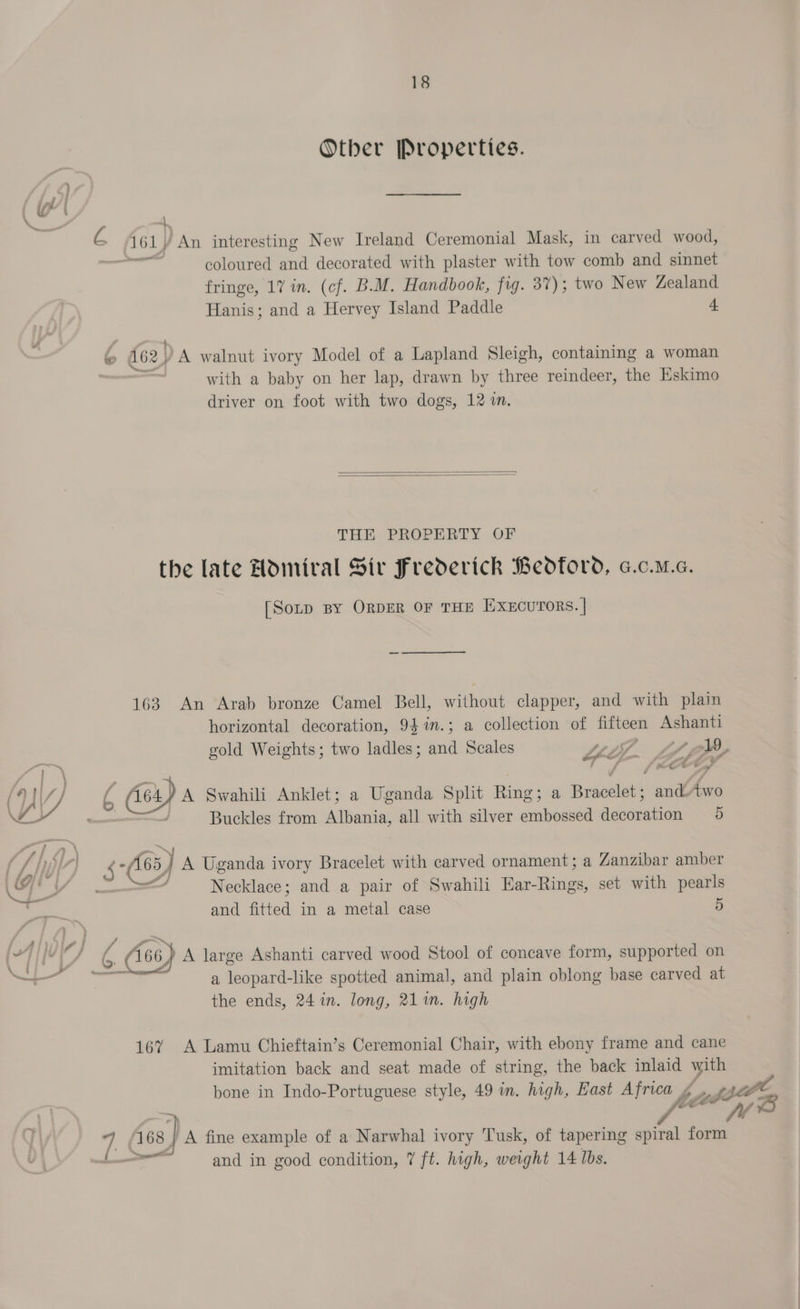 18
Other Properties.
6 161 An interesting New Ireland Ceremonial Mask, in carved wood,
coloured and decorated with plaster with tow comb and sinnet
fringe, 17 in. (cf. B.M. Handbook, fig. 37); two New Zealand
Hanis; and a Hervey Island Paddle 4
6 162 A walnut ivory Model of a Lapland Sleigh, containing a woman
with a baby on her lap, drawn by three reindeer, the Eskimo
driver on foot with two dogs, 12 in.
THE PROPERTY OF
the late Admiral Sir Frederick Bedford, G.C.M.G.
[SOLD BY ORDER OF THE EXECUTORS.]
163 An Arab bronze Camel Bell, without clapper, and with plain
horizontal decoration, 9½ in.; a collection of fifteen Ashanti
gold Weights; two ladles; and Scales 19
6 164 A Swahili Anklet; a Uganda Split Ring; a Bracelet; and two
Buckles from Albania, all with silver embossed decoration 5
165 A Uganda ivory Bracelet with carved ornament; a Zanzibar amber
Necklace; and a pair of Swahili Ear-Rings, set with pearls
and fitted in a metal case 5
6 166 A large Ashanti carved wood Stool of concave form, supported on
a leopard-like spotted animal, and plain oblong base carved at
the ends, 24 in. long, 21 in. high
167 A Lamu Chieftain's Ceremonial Chair, with ebony frame and cane
imitation back and seat made of string, the back inlaid with
bone in Indo-Portuguese style, 49 in. high, East Africa
7 168 A fine example of a Narwhal ivory Tusk, of tapering spiral form
and in good condition, 7 ft. high, weight 14 lbs.